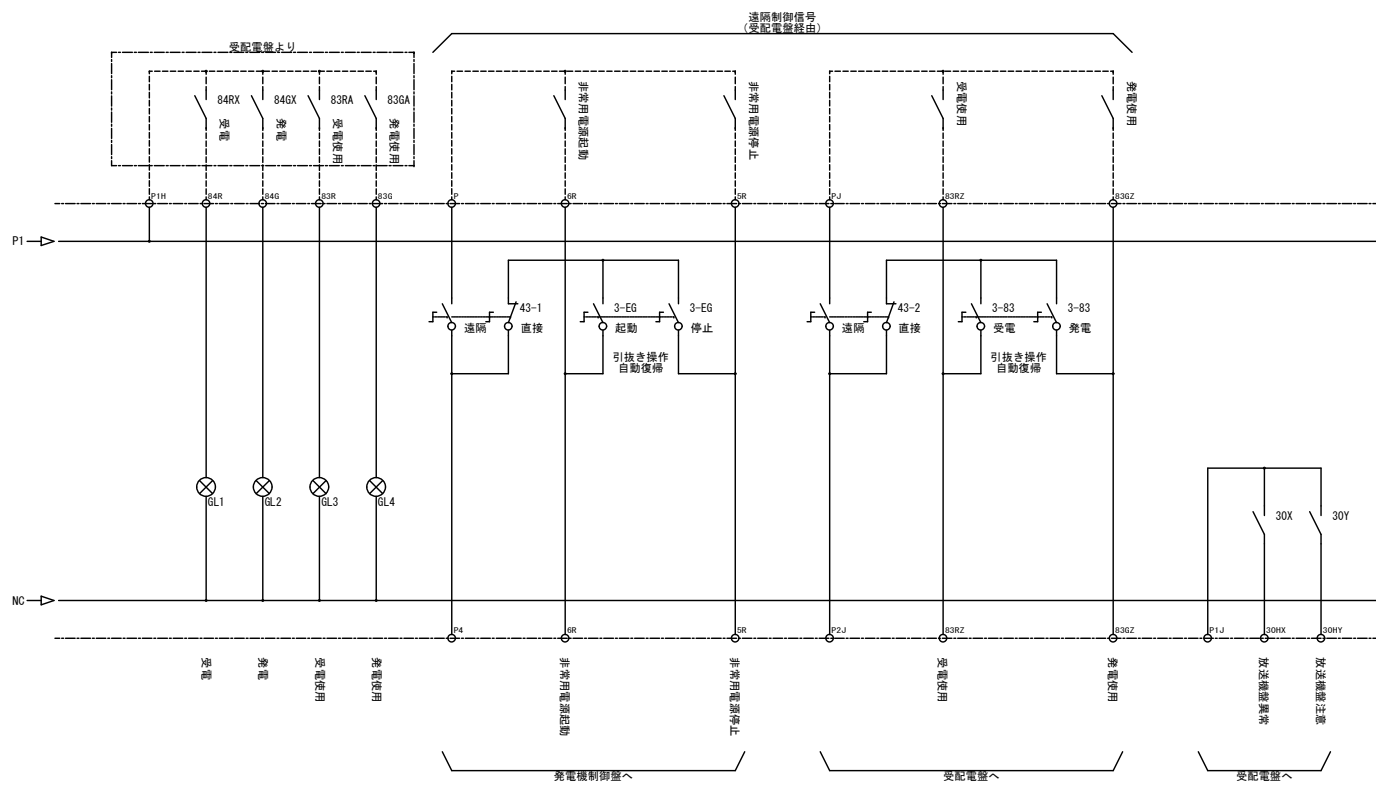 遠隔制御信号
(受配電盤経由)
受配電盤より
84RX
受電
84GX
発電
83RA
受電使用
83GA
発電使用
非常用電源起動
非常用電源停止
受電使用
発電使用
P1H
84R
84G
83R
83G
P
6R
5R
PJ
83RZ
83GZ
P1
遠隔
43-1
直接
3-EG
起動
3-EG
停止
引抜き操作
自動復帰
遠隔
43-2
直接
3-83
受電
3-83
発電
引抜き操作
自動復帰
GL1
GL2
GL3
GL4
30X
30Y
NC
P4
6R
5R
P2J
83RZ
83GZ
P1J
30HX
30HY
受電
発電
受電使用
発電使用
非常用電源起動
非常用電源停止
受電使用
発電使用
放送機盤異常
放送機盤注意
発電機制御盤へ
受配電盤へ
受配電盤へ